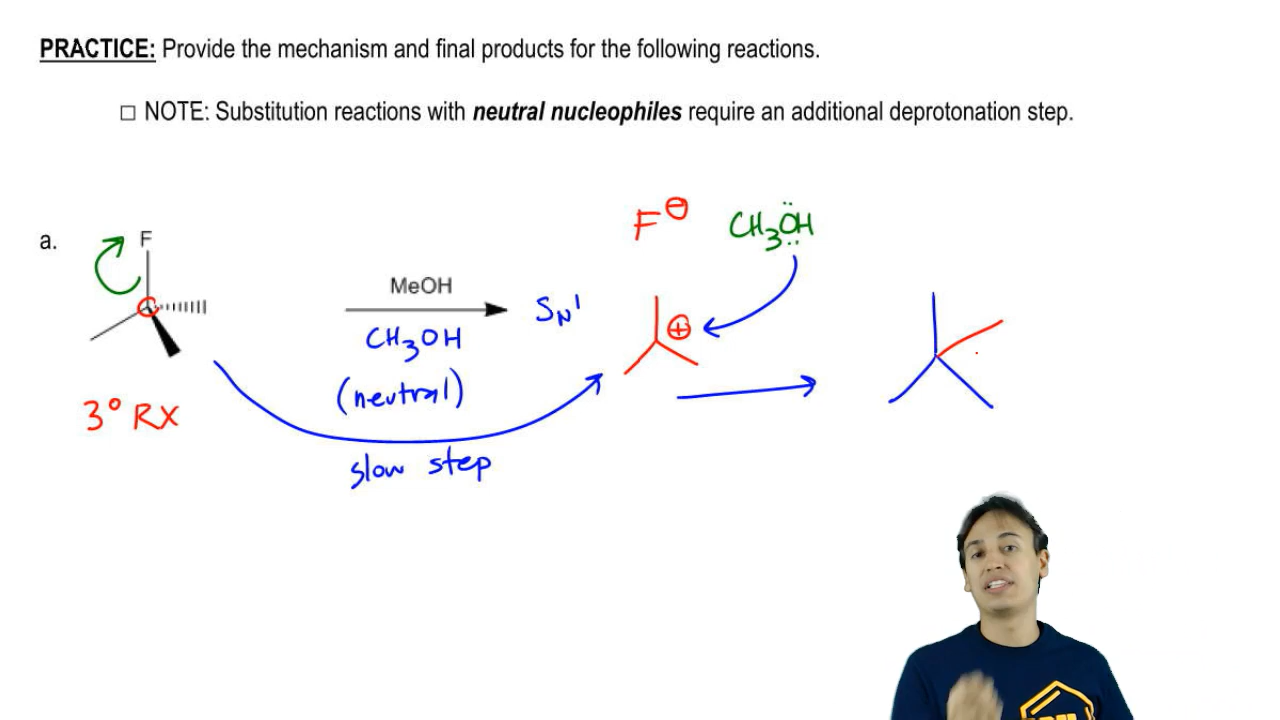 PRACTICE: Provide the mechanism and final products for the following reactions.
□ NOTE: Substitution reactions with neutral nucleophiles require an additional deprotonation step.
F⊖ CH₃ÖH
a. F
MeOH
SN1
⊕
CH₃OH
(neutral)
3° RX
slow step